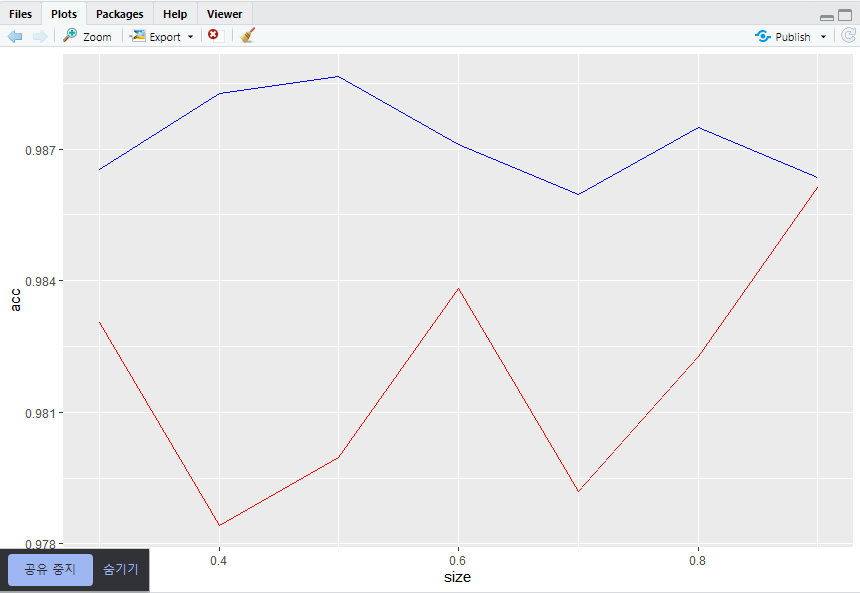 Files Plots Packages Help Viewer
Zoom Export Publish
0.987
0.984
0.981
0.978
acc
0.4 0.6 0.8
size
공유 중지 숨기기